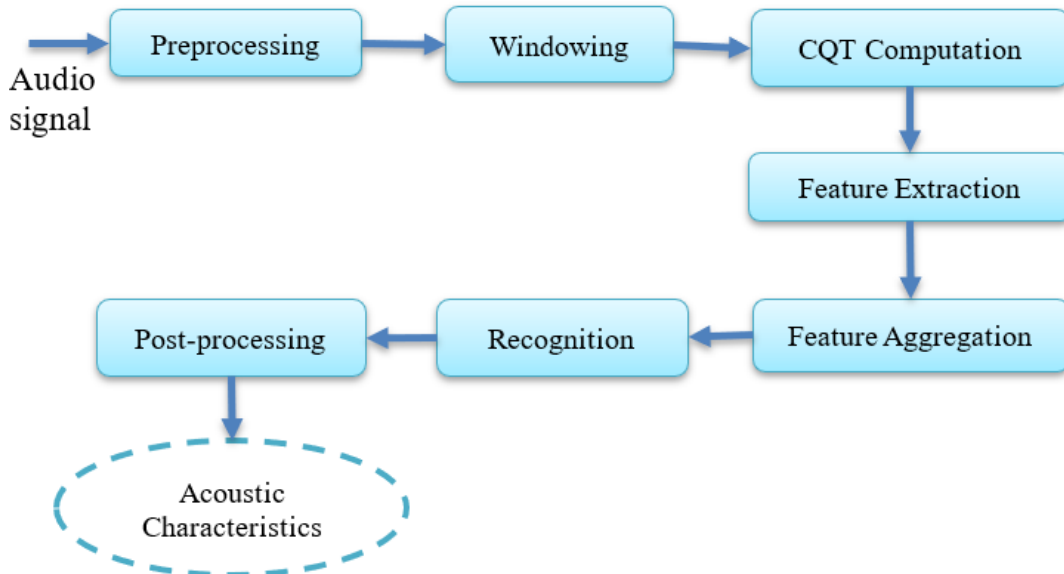 Audio
signal
Preprocessing
Windowing
CQT Computation
Feature Extraction
Feature Aggregation
Recognition
Post-processing
Acoustic
Characteristics